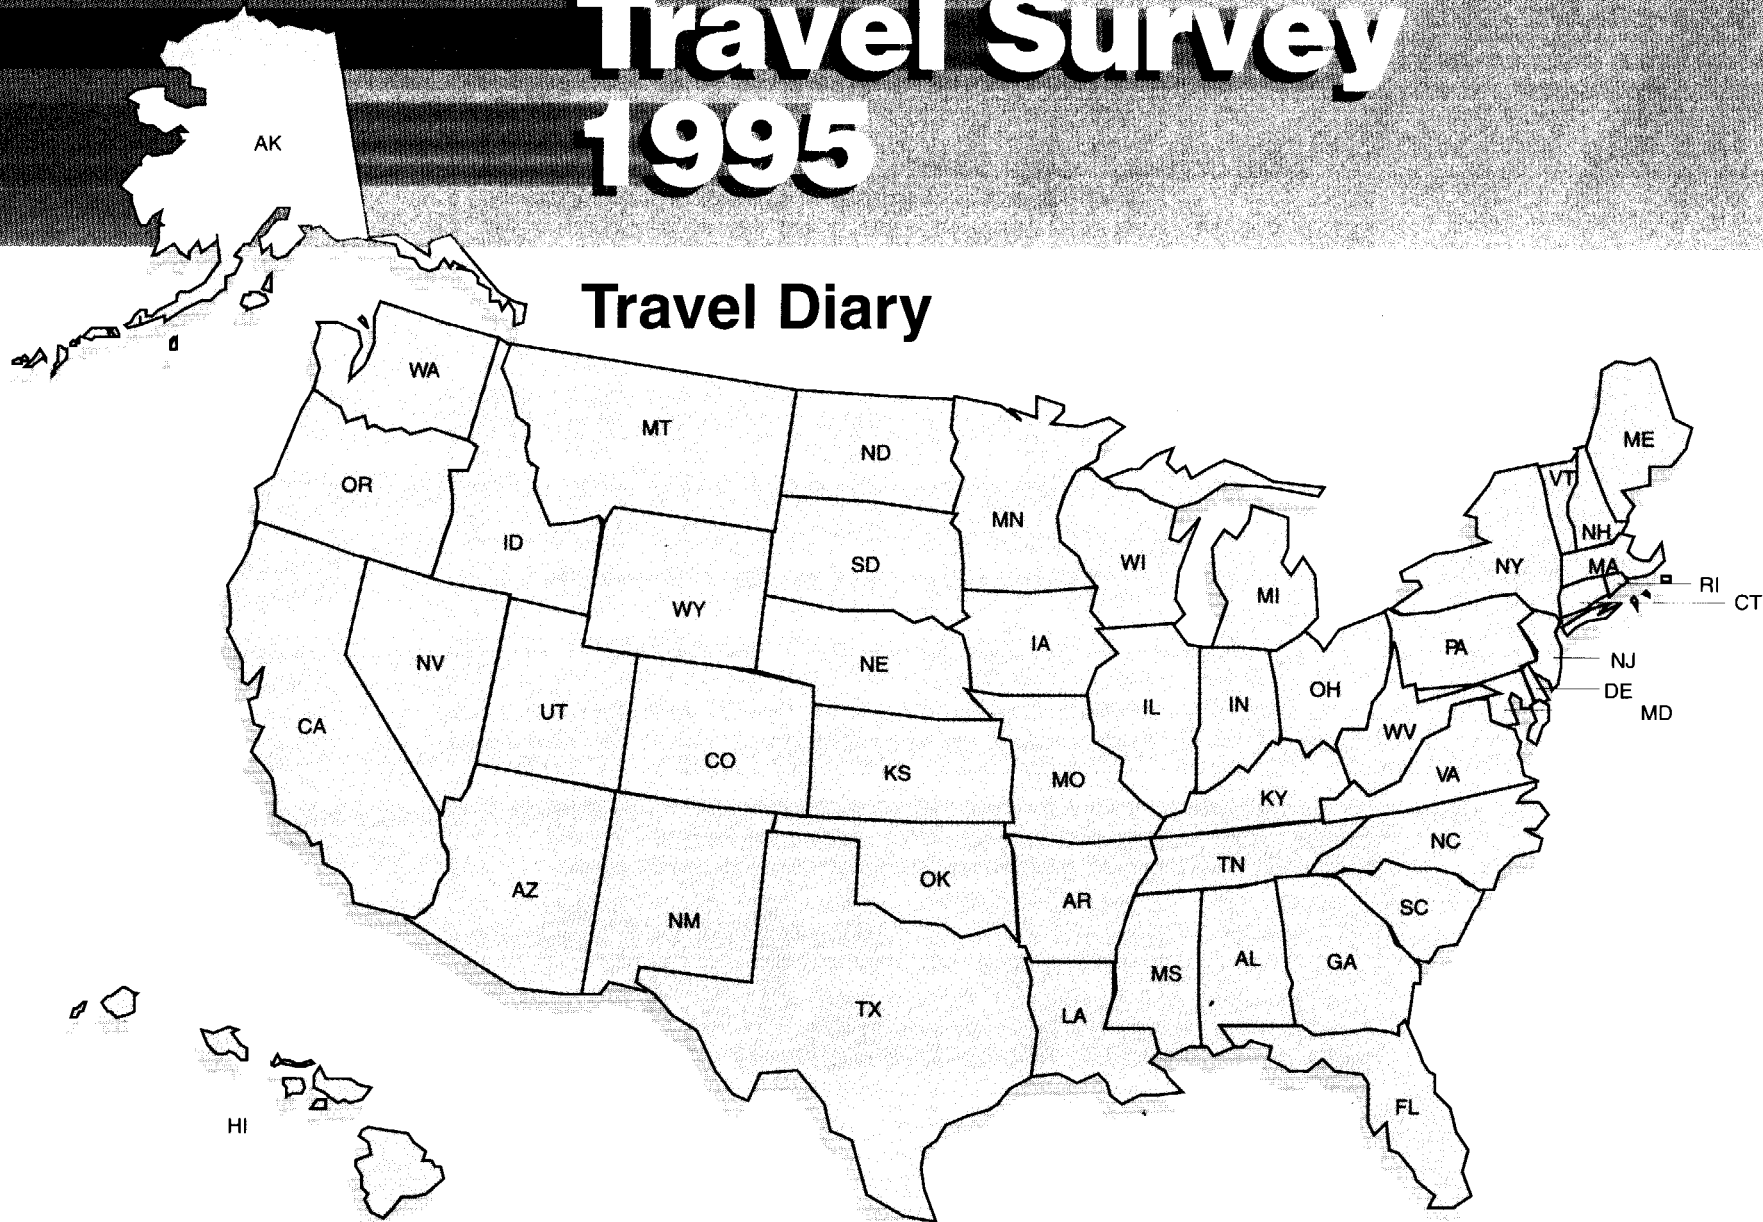 Travel Survey
1995
AK
Travel Diary
WA
MT
ND
ME
VT
OR
MN
NH
ID
SD
WI
NY
MA
RI
CT
WY
MI
IA
PA
NV
NE
NJ
OH
DE
UT
IL
IN
MD
CA
WV
CO
KS
MO
VA
KY
NC
TN
AZ
OK
AR
SC
NM
MS
AL
GA
TX
LA
FL
HI